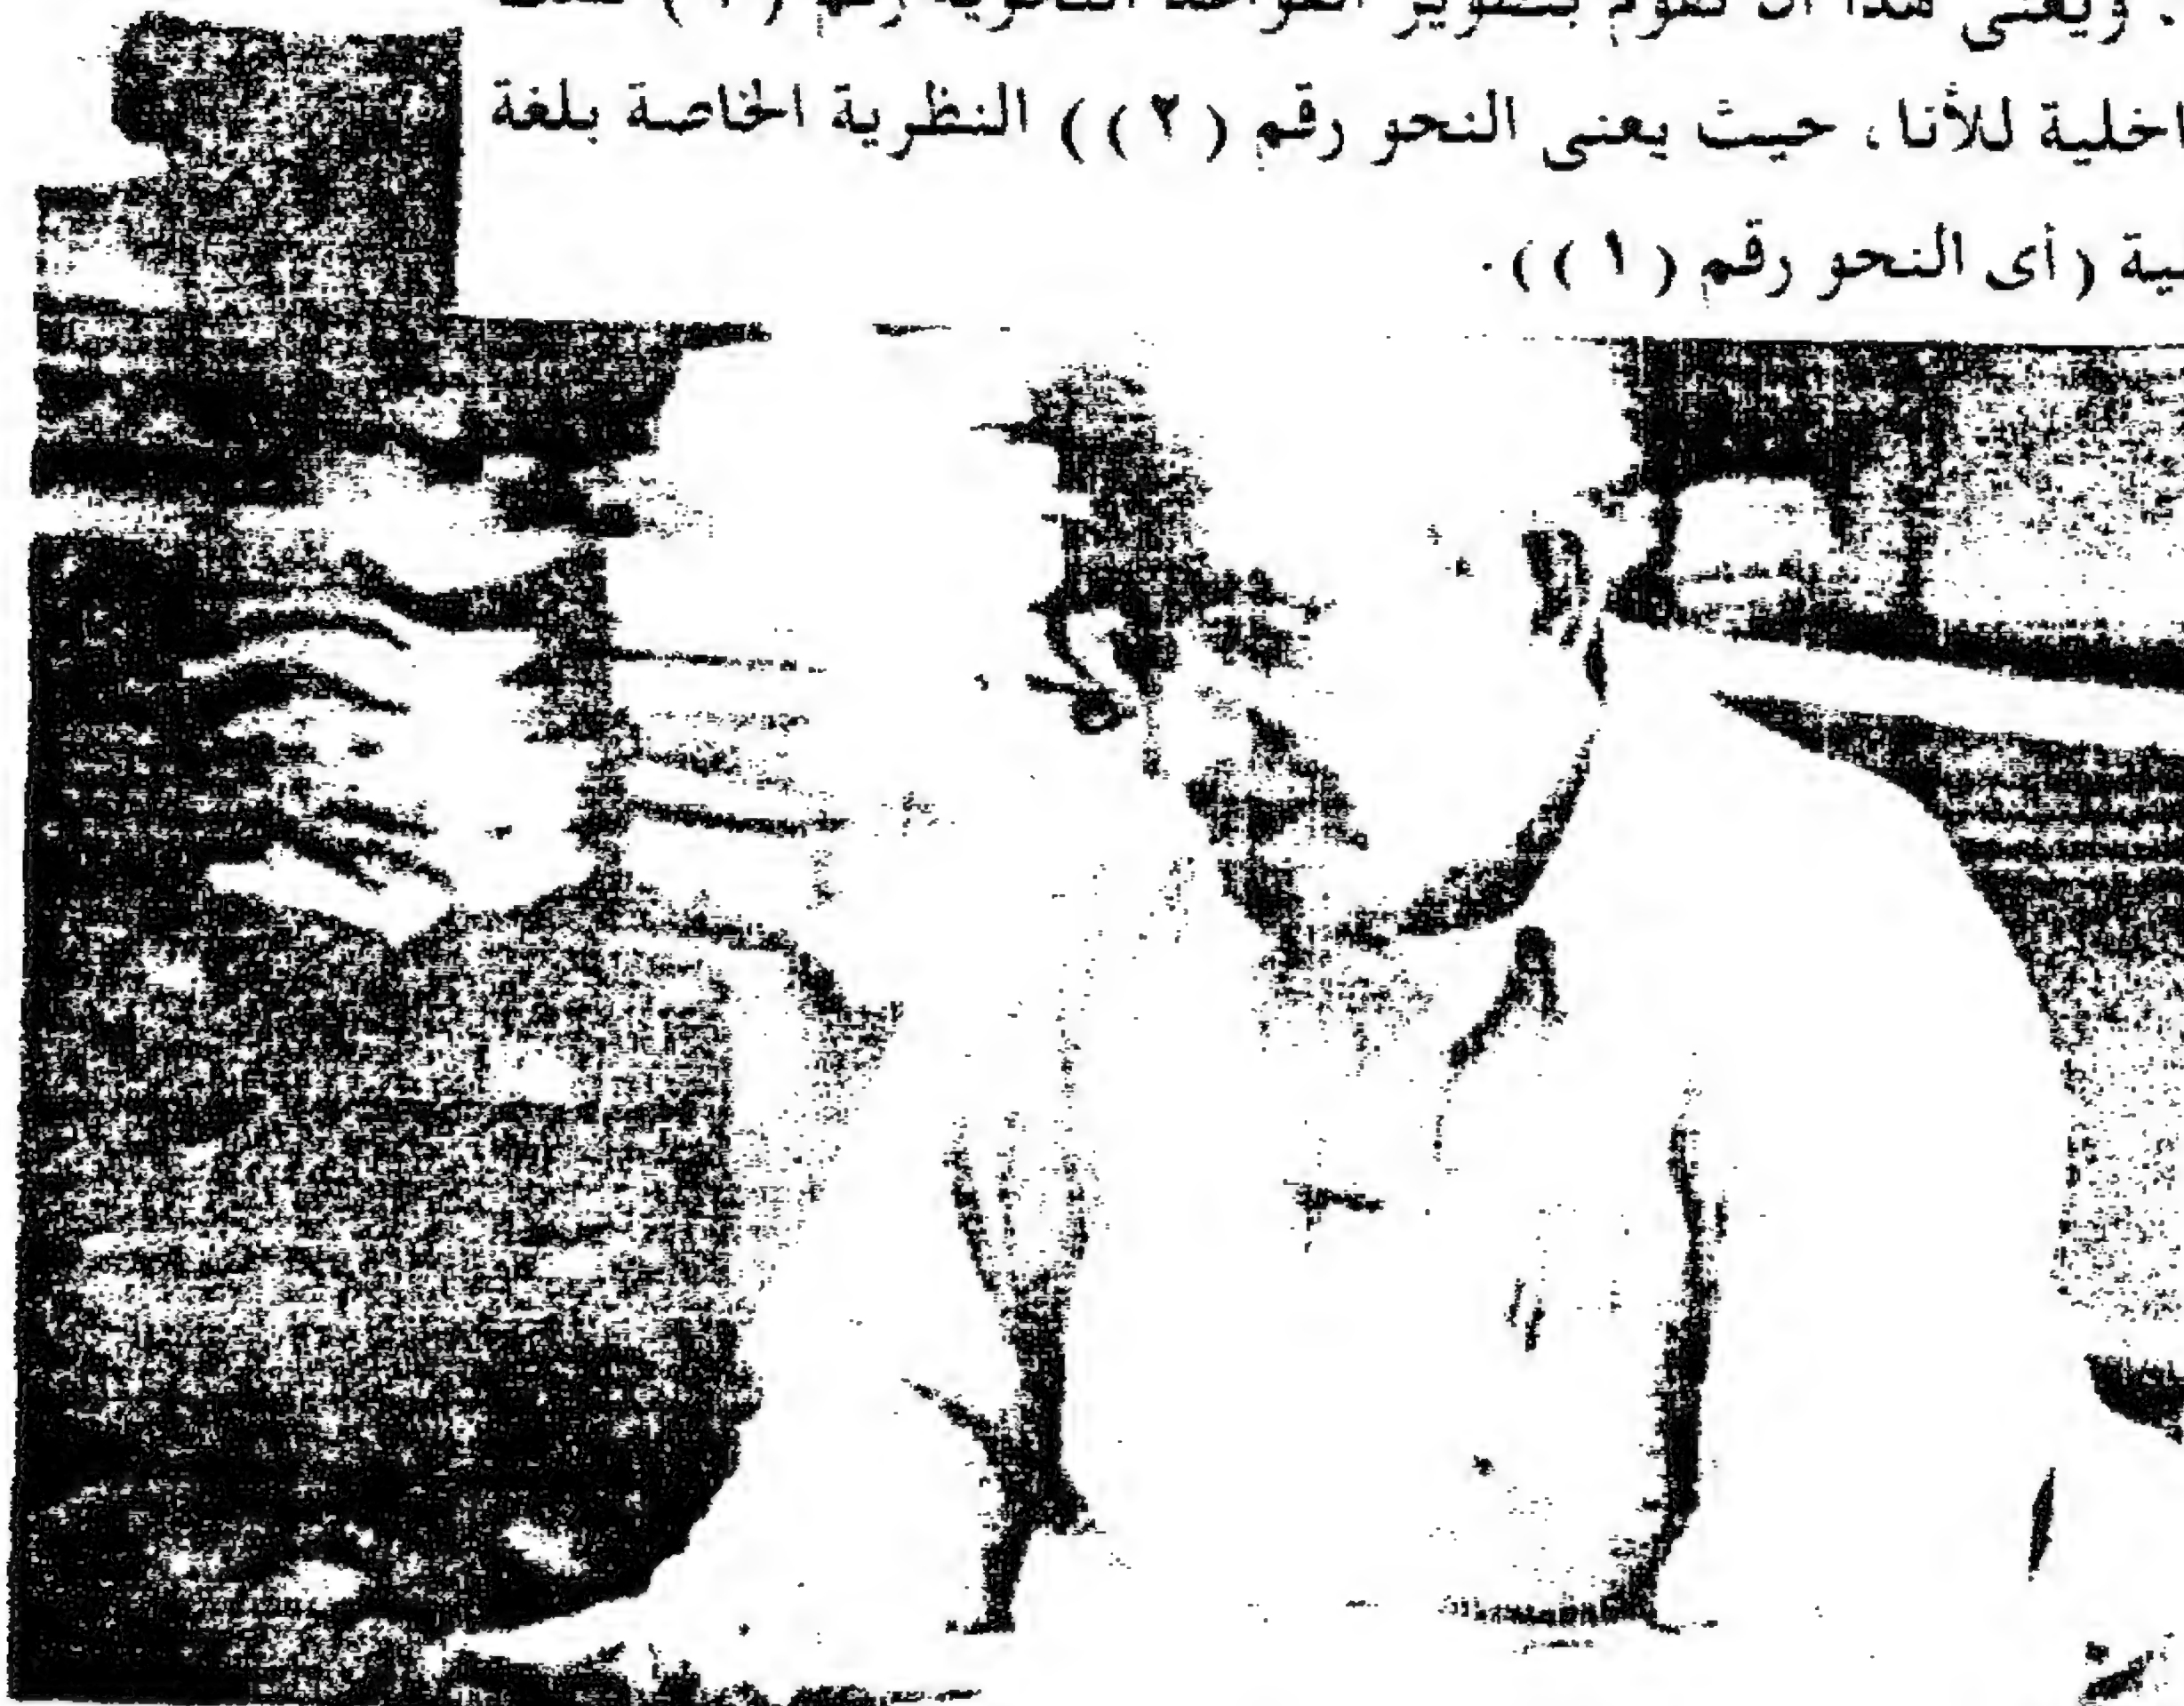 . ويعنى هذا أن نقوم بتطوير القواعد النحوية رقم
اخلية للأنا، حيث يعنى النحو رقم ( ٢ )) النظرية الخاصة بلغة
ية ( أى النحو رقم ( ١ )).